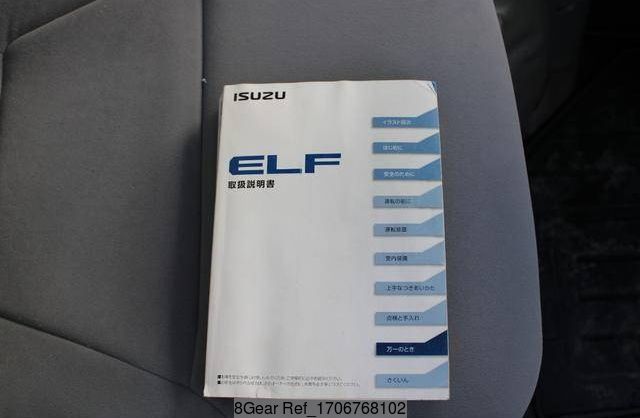 ISUZU
ELF
取扱説明書
イラスト目次
はじめに
安全のために
運転の前に
運転装置
室内装備
上手なつきあいかた
点検と手入れ
万一のとき
さくいん
8Gear Ref_1706768102